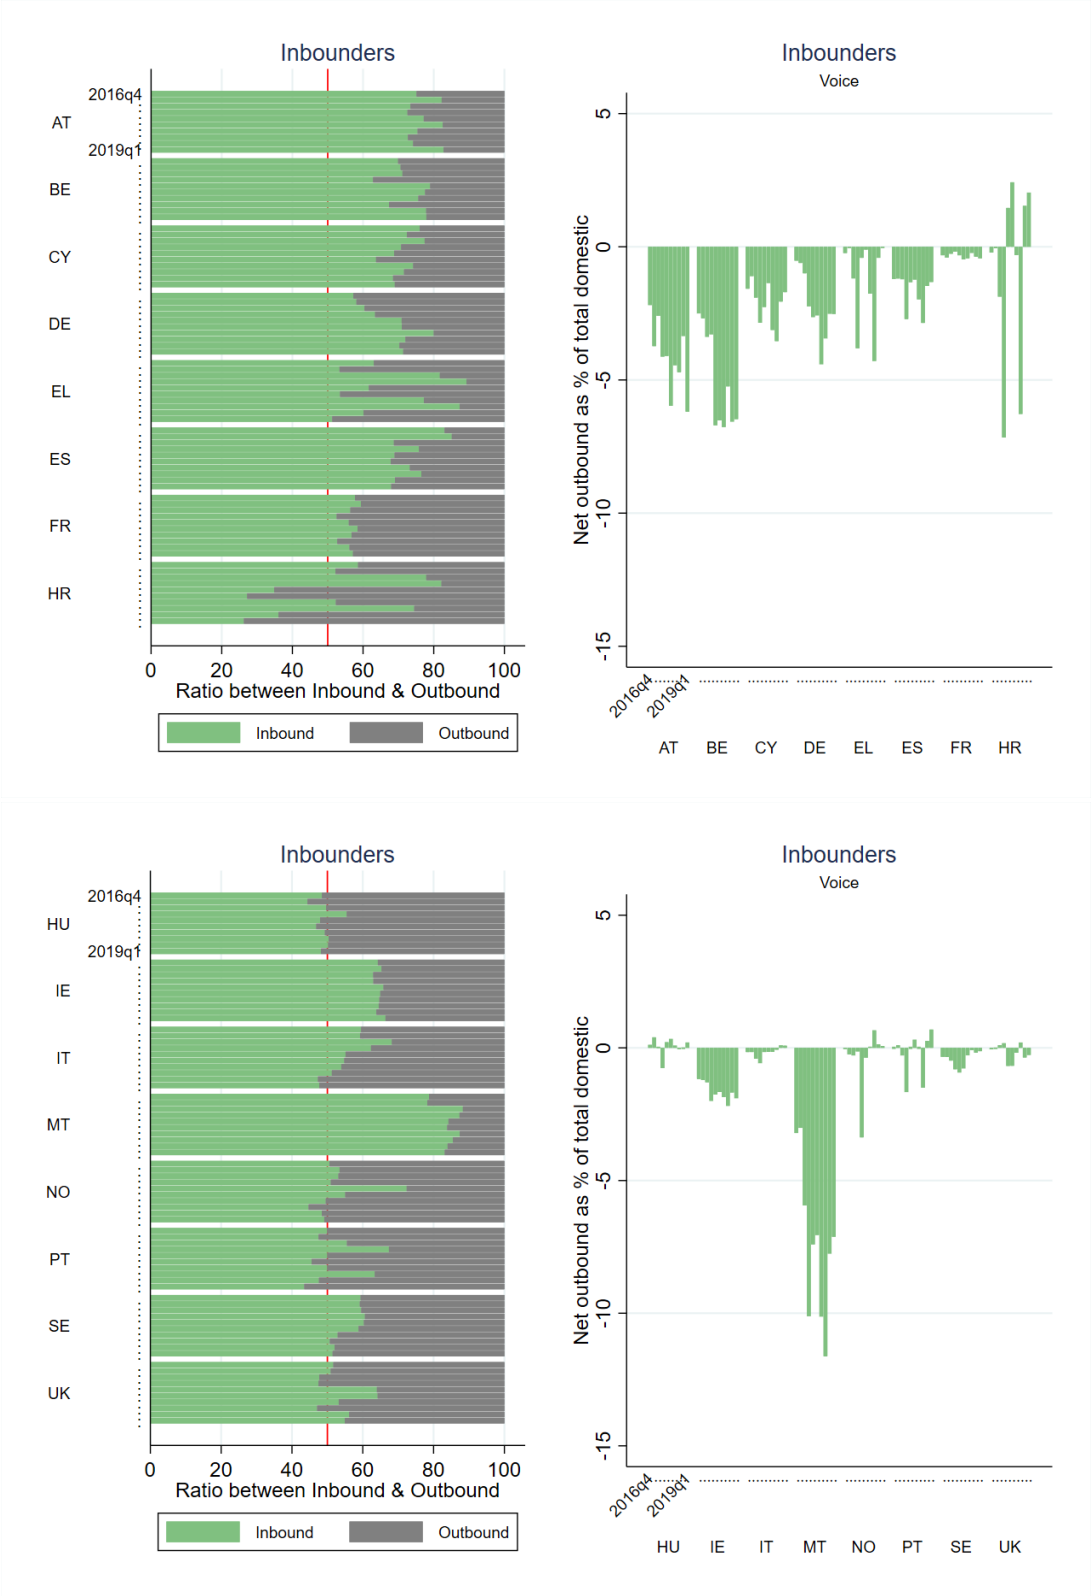 Inbounders
2016q4
AT
2019q1
BE
CY
DE
EL
ES
FR
HR
0 20 40 60 80 100
Ratio between Inbound & Outbound
Inbound Outbound
Inbounders
Voice
Net outbound as % of total domestic
5
0
-5
-10
-15
2016q4 2019q1
AT BE CY DE EL ES FR HR
Inbounders
2016q4
HU
2019q1
IE
IT
MT
NO
PT
SE
UK
0 20 40 60 80 100
Ratio between Inbound & Outbound
Inbound Outbound
Inbounders
Voice
Net outbound as % of total domestic
5
0
-5
-10
-15
2016q4 2019q1
HU IE IT MT NO PT SE UK